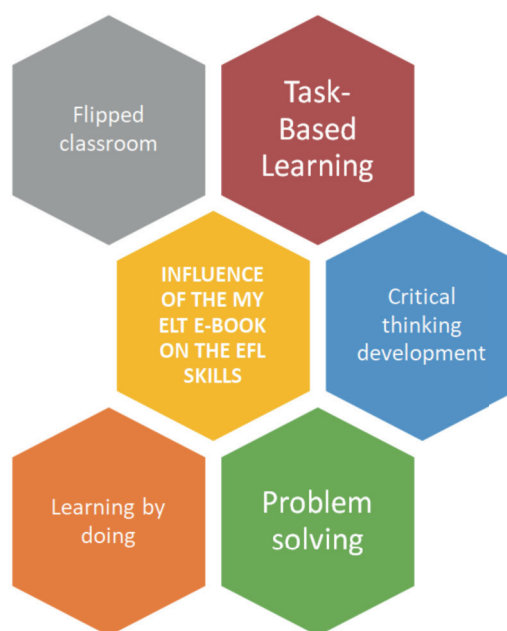 Flipped
classroom
Task-
Based
Learning
INFLUENCE
OF THE MY
ELT E-BOOK
ON THE EFL
SKILLS
Critical
thinking
development
Learning by
doing
Problem
solving